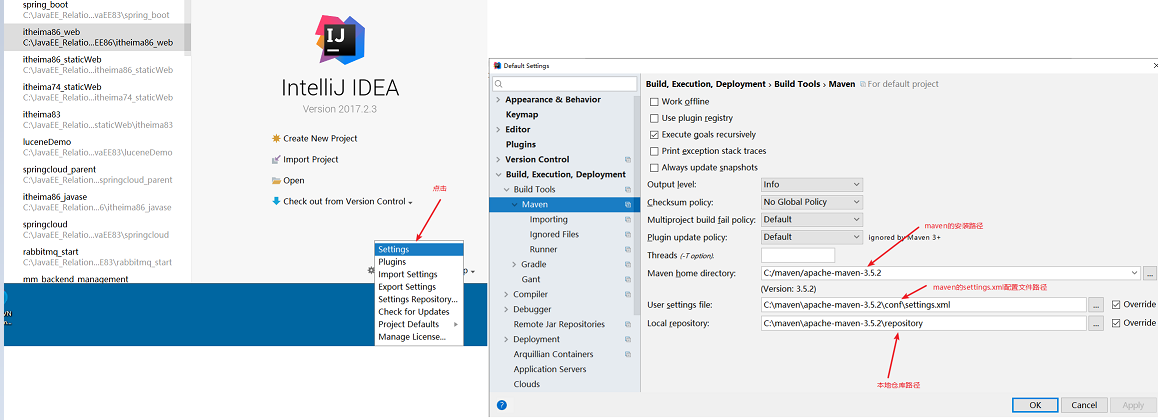 spring_boot
C:\JavaEE_Relatio...vaEE83\spring_boot
itheima86_web
C:\JavaEE_Relatio...EE86\itheima86_web
itheima86_staticWeb
C:\JavaEE_Relatio...itheima86_staticWeb
itheima74_staticWeb
C:\JavaEE_Relatio...itheima74_staticWeb
itheima83
C:\JavaEE_Relatio...staticWeb\itheima83
luceneDemo
C:\JavaEE_Relatio...vaEE83\luceneDemo
springcloud_parent
C:\JavaEE_Relatio...springcloud_parent
itheima86_javase
C:\JavaEE_Relatio...6\itheima86_javase
springcloud
C:\JavaEE_Relatio...vaEE83\springcloud
rabbitmq_start
C:\JavaEE_Relatio...E83\rabbitmq_start
mm_backend_management
VN
IJ
IntelliJ IDEA
Version 2017.2.3
Create New Project
Import Project
Open
Check out from Version Control
点击
Settings
Plugins
Import Settings
Export Settings
Settings Repository...
Check for Updates
Project Defaults
Manage License...
Default Settings
Appearance & Behavior
Keymap
Editor
Plugins
Version Control
Build, Execution, Deployment
Build Tools
Maven
Importing
Ignored Files
Runner
Gradle
Gant
Compiler
Debugger
Remote Jar Repositories
Deployment
Arquillian Containers
Application Servers
Clouds
Build, Execution, Deployment › Build Tools › Maven For default project
Work offline
Use plugin registry
Execute goals recursively
Print exception stack traces
Always update snapshots
Output level: Info
Checksum policy: No Global Policy
Multiproject build fail policy: Default
Plugin update policy: Default Ignored by Maven 3+
Threads (-T option).
maven的安装路径
Maven home directory: C:/maven/apache-maven-3.5.2 ...
(Version: 3.5.2)
maven的settings.xml配置文件路径
User settings file: C:\maven\apache-maven-3.5.2\conf\settings.xml ... Override
Local repository: C:\maven\apache-maven-3.5.2\repository ... Override
本地仓库路径
?
OK Cancel Apply